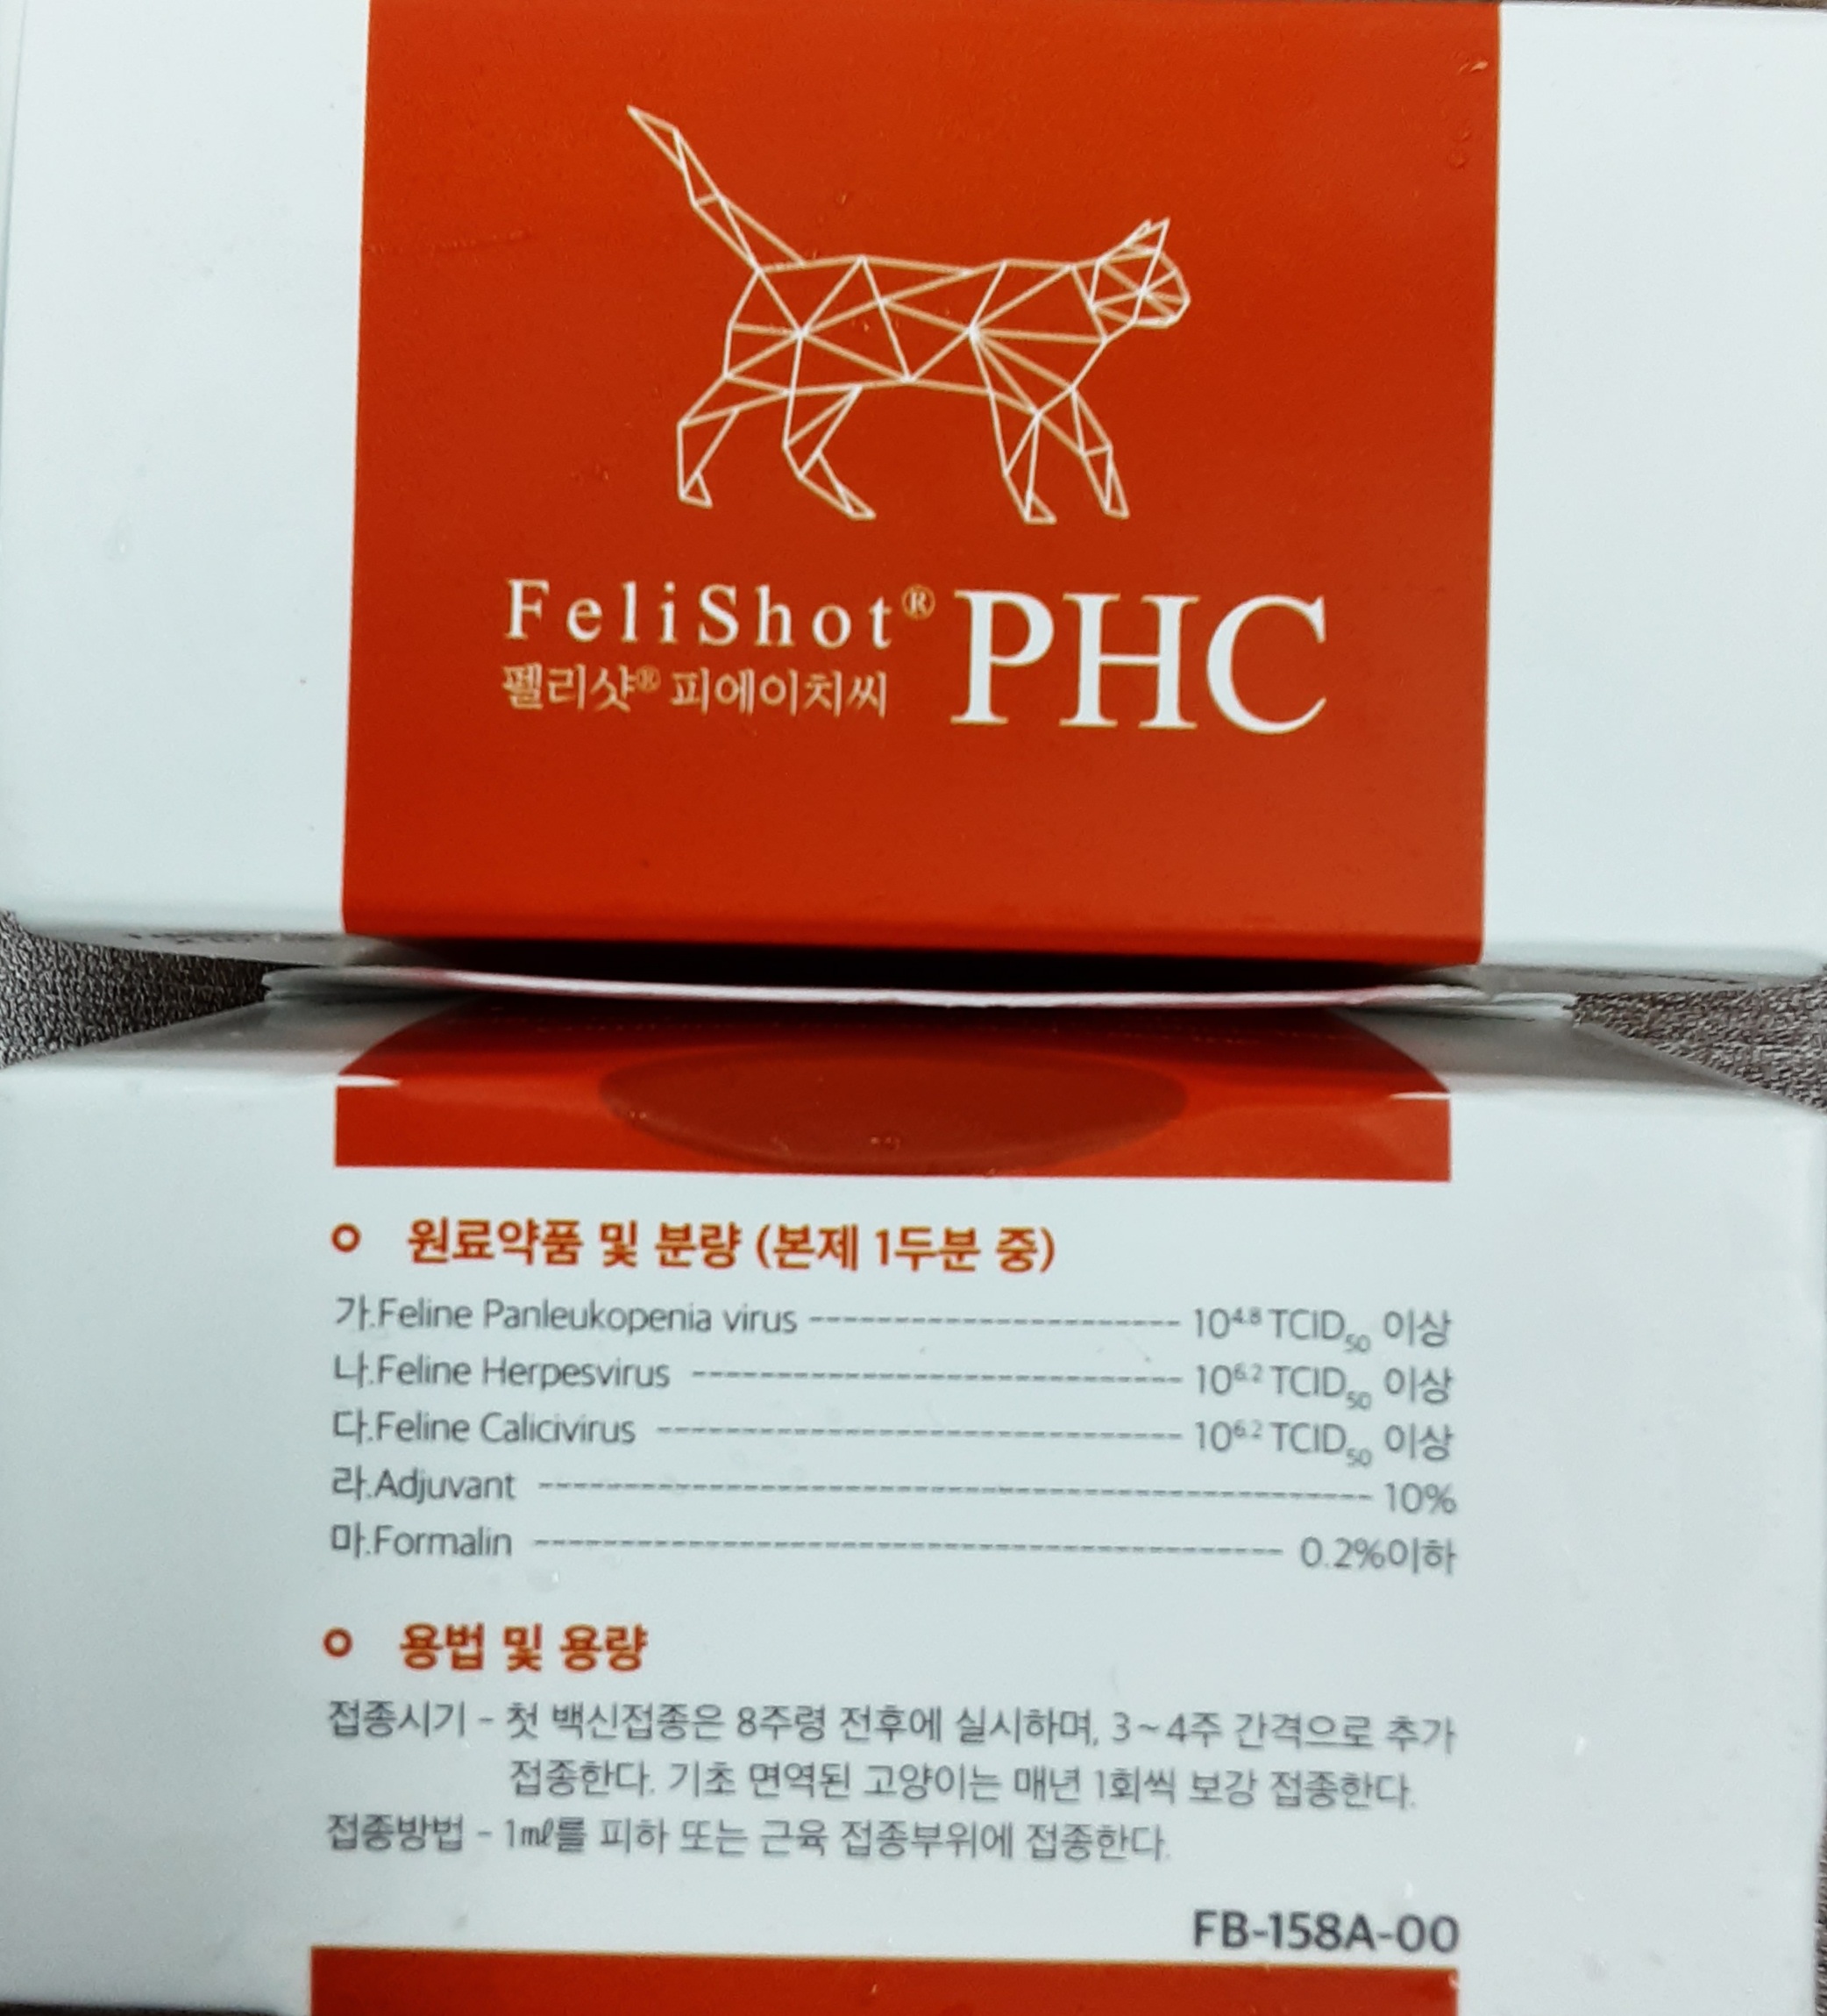 FeliShot® PHC
펠리샷® 피에이치씨
원료약품 및 분량 (본제 1두분 중)
가.Feline Panleukopenia virus ---------------------- 10⁴·⁸ TCID₅₀ 이상
나.Feline Herpesvirus ----------------------------- 10⁶·² TCID₅₀ 이상
다.Feline Calicivirus ------------------------------- 10⁶·² TCID₅₀ 이상
라.Adjuvant ------------------------------------------------- 10%
마.Formalin -------------------------------------------- 0.2%이하
용법 및 용량
접종시기 - 첫 백신접종은 8주령 전후에 실시하며, 3~4주 간격으로 추가
접종한다. 기초 면역된 고양이는 매년 1회씩 보강 접종한다.
접종방법 - 1㎖를 피하 또는 근육 접종부위에 접종한다.
FB-158A-00